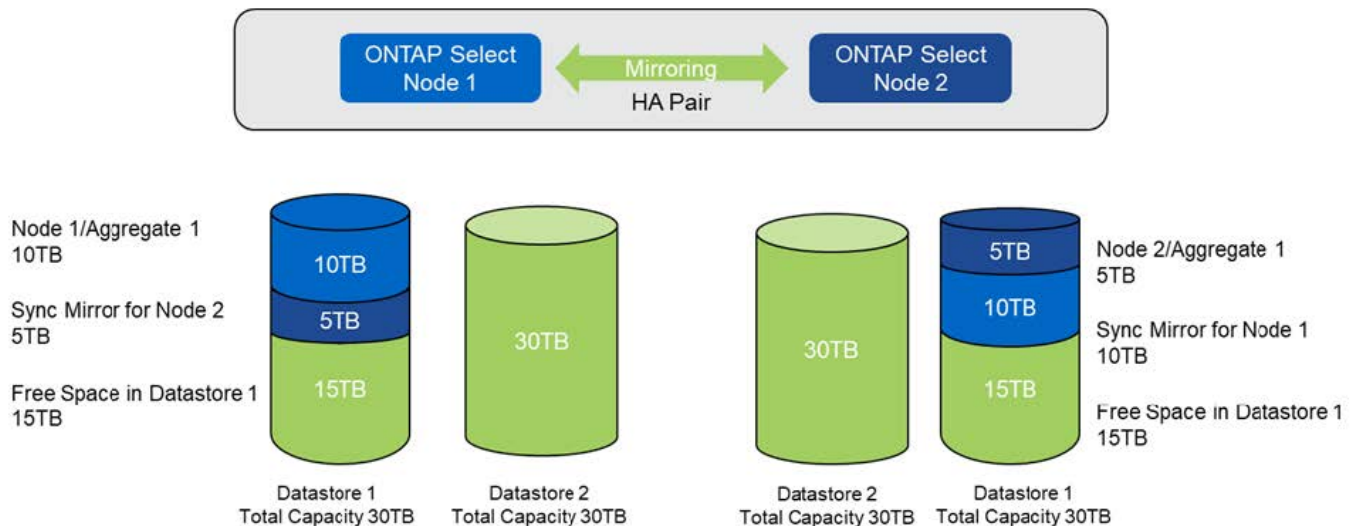 ONTAP Select
Node 1
Mirroring
HA Pair
ONTAP Select
Node 2
Node 1/Aggregate 1
10TB
Sync Mirror for Node 2
5TB
Free Space in Datastore 1
15TB
10TB
5TB
15TB
Datastore 1
Total Capacity 30TB
30TB
Datastore 2
Total Capacity 30TB
30TB
Datastore 2
Total Capacity 30TB
5TB
10TB
15TB
Datastore 1
Total Capacity 30TB
Node 2/Aggregate 1
5TB
Sync Mirror for Node 1
10TB
Free Space in Datastore 1
15TB